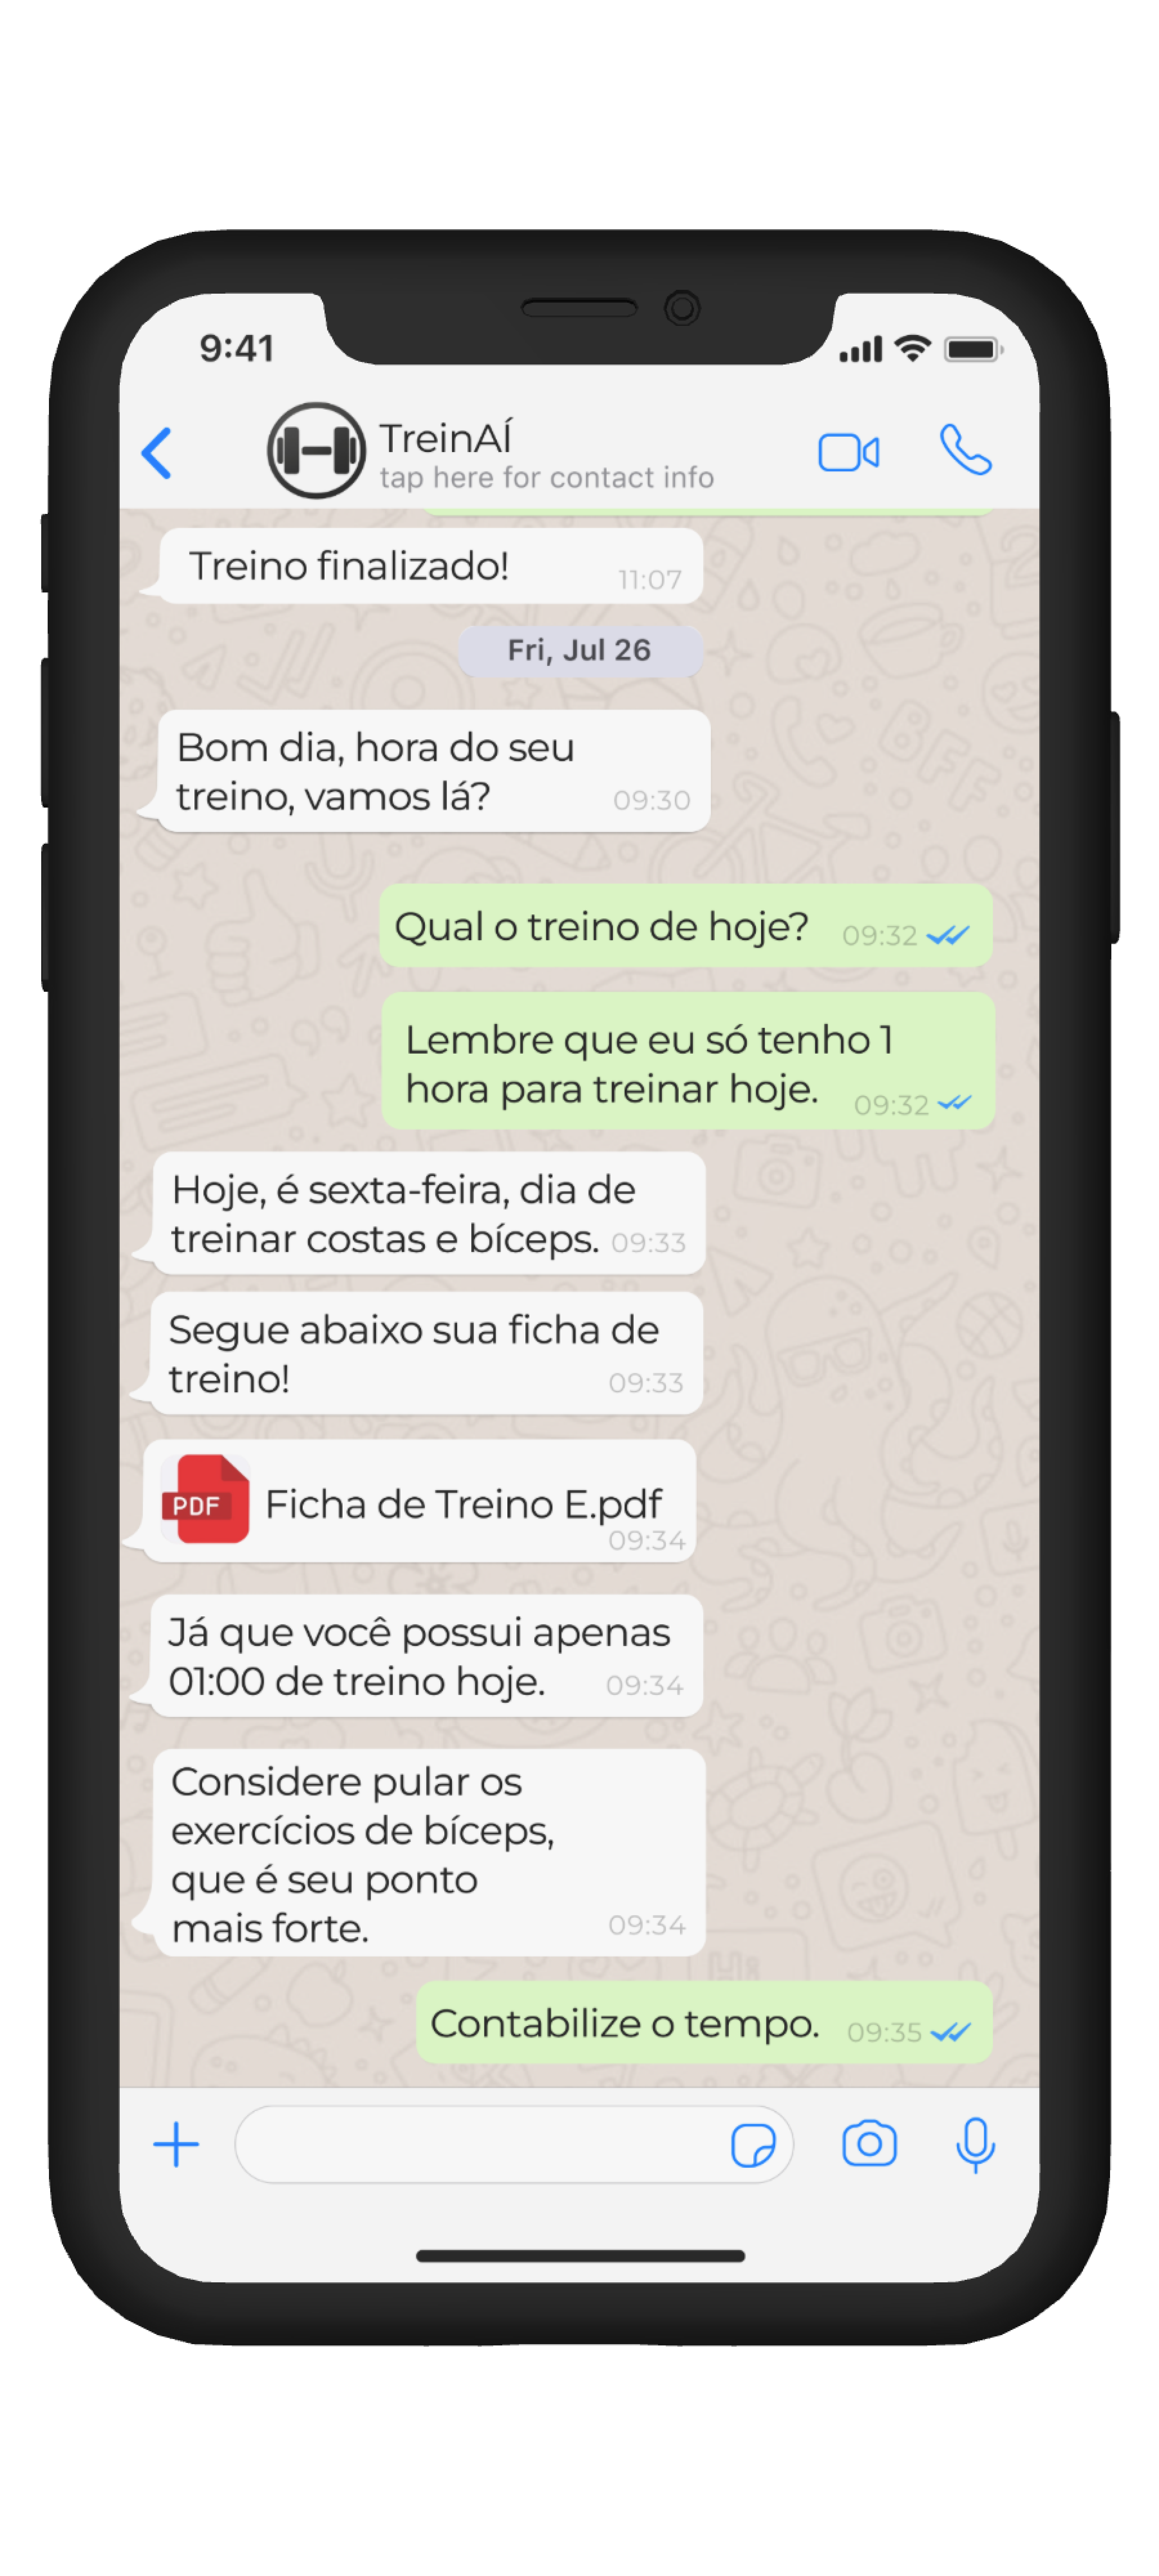 9:41
TreinAÍ
tap here for contact info
Treino finalizado!
11:07
Fri, Jul 26
Bom dia, hora do seu
treino, vamos lá?
09:30
Qual o treino de hoje?
09:32
Lembre que eu só tenho 1
hora para treinar hoje.
09:32
Hoje, é sexta-feira, dia de
treinar costas e bíceps.
09:33
Segue abaixo sua ficha de
treino!
09:33
PDF
Ficha de Treino E.pdf
09:34
Já que você possui apenas
01:00 de treino hoje.
09:34
Considere pular os
exercícios de bíceps,
que é seu ponto
mais forte.
09:34
Contabilize o tempo.
09:35